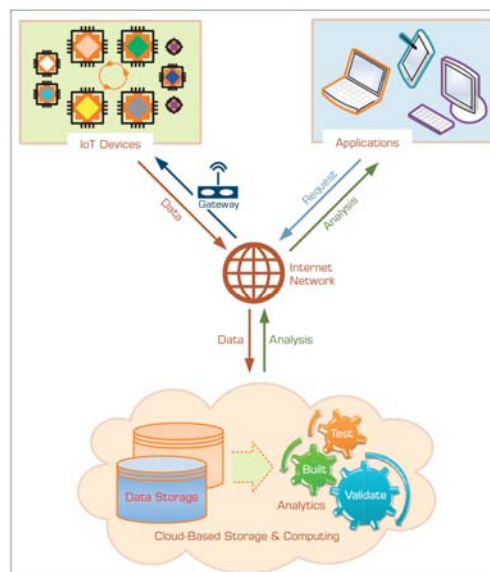 IoT Devices
Applications
Gateway
Data
Request
Analysis
Internet
Network
Data
Analysis
Test
Built
Data Storage
Validate
Analytics
Cloud-Based Storage & Computing